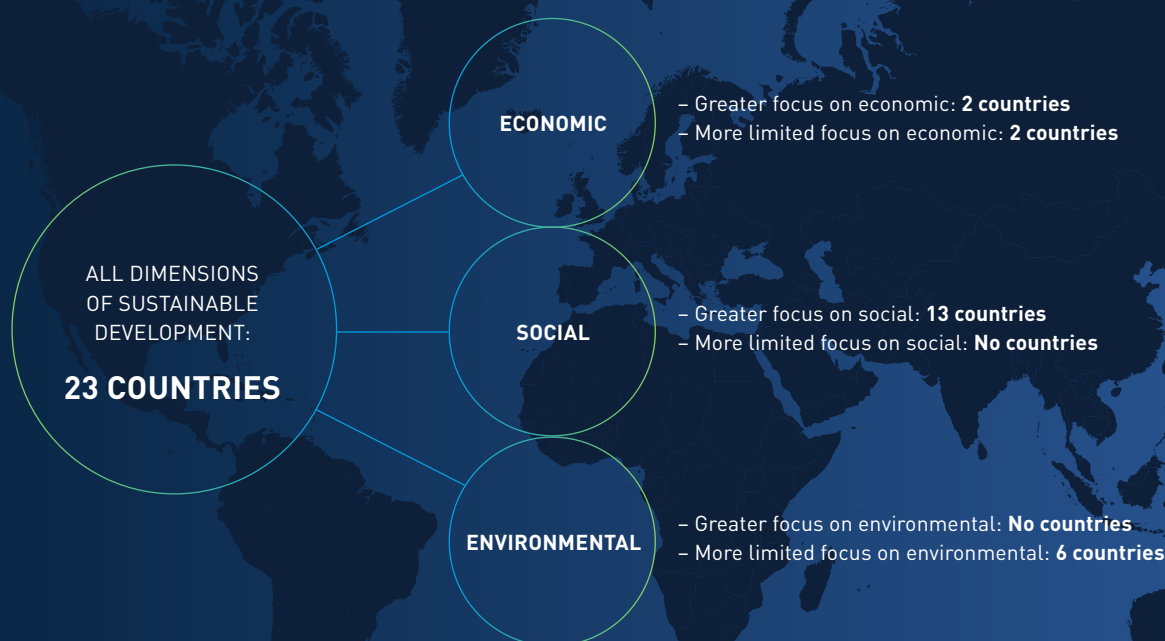 ALL DIMENSIONS
OF SUSTAINABLE
DEVELOPMENT:
23 COUNTRIES
ECONOMIC
– Greater focus on economic: 2 countries
– More limited focus on economic: 2 countries
SOCIAL
– Greater focus on social: 13 countries
– More limited focus on social: No countries
ENVIRONMENTAL
– Greater focus on environmental: No countries
– More limited focus on environmental: 6 countries